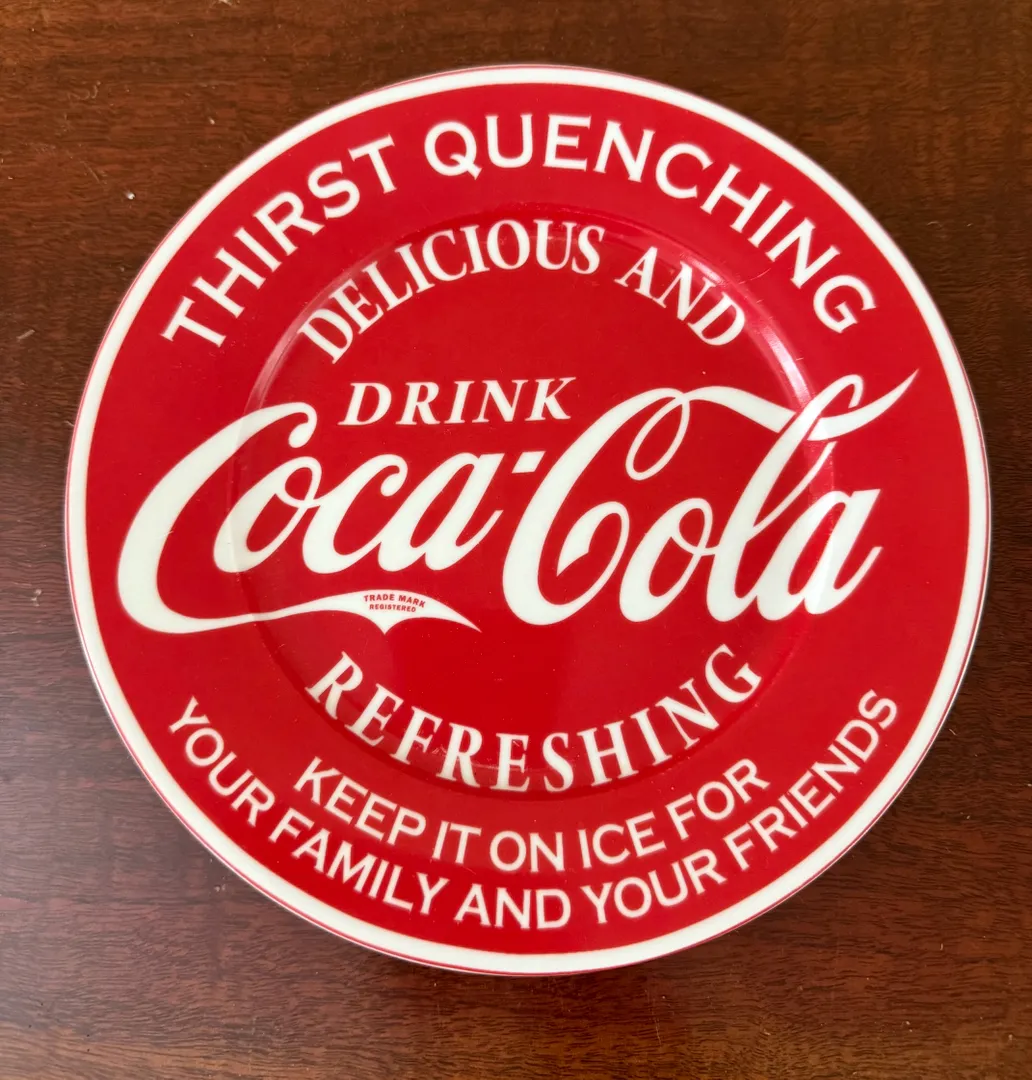 THIRST QUENCHING
DELICIOUS AND
DRINK
Coca-Cola
TRADE MARK
REGISTERED
REFRESHING
KEEP IT ON ICE FOR
YOUR FAMILY AND YOUR FRIENDS